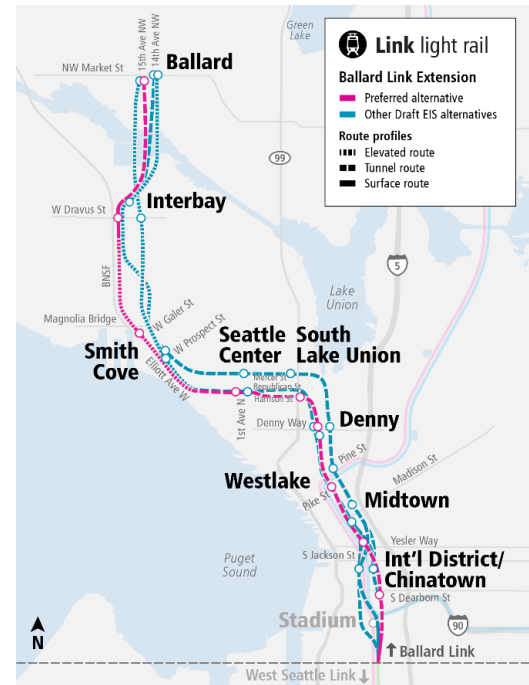 Green
Lake
Link light rail
Ballard Link Extension
Preferred alternative
Other Draft EIS alternatives
Route profiles
Elevated route
Tunnel route
Surface route
15th Ave NW
14th Ave NW
Ballard
NW Market St
99
Interbay
W Dravus St
5
BNSF
Lake
Union
Magnolia Bridge
W Galer St
W Prospect St
Smith
Cove
Elliott Ave W
Seattle
Center
South
Lake Union
Mercer St
Republican St
Harrison St
1st Ave N
Denny Way
Denny
Pine St
Madison St
Westlake
Pike St
Midtown
Yesler Way
S Jackson St
Int'l District/
Chinatown
Puget
Sound
S Dearborn St
Stadium
90
N
Ballard Link
West Seattle Link